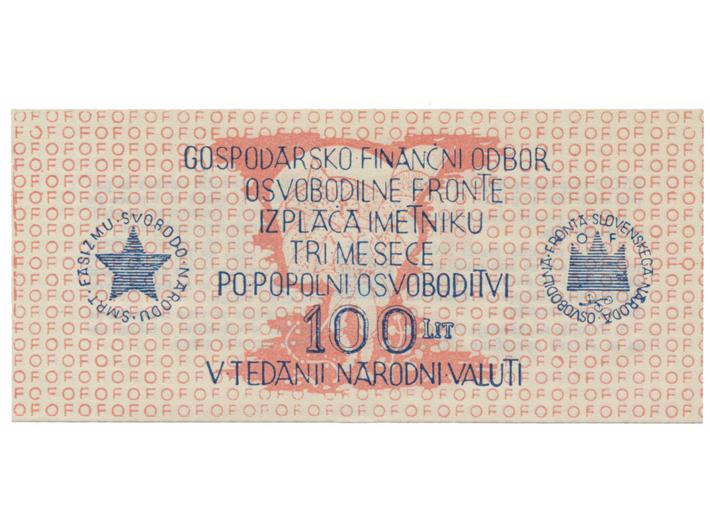 GOSPODARSKO·FINANČNI ODBOR
OSVOBODILNE FRONTE
IZPLAČA IMETNIKU
TRI MESECE
PO·POPOLNI OSVOBODITVI
100 LIT
V·TEDANJI NARODNI VALUTI
SMRT·FAŠIZMU·SVOBODO·NARODU·
OSVOBODILNA·FRONTA·SLOVENSKEGA·NARODA
OF